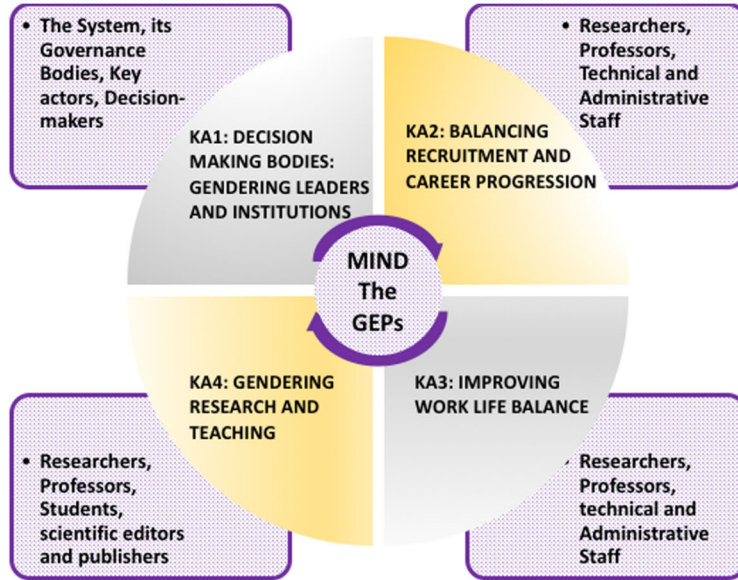 • The System, its
Governance
Bodies, Key
actors, Decision-
makers
• Researchers,
Professors,
Technical and
Administrative
Staff
KA1: DECISION
MAKING BODIES:
GENDERING LEADERS
AND INSTITUTIONS
KA2: BALANCING
RECRUITMENT AND
CAREER PROGRESSION
MIND
The
GEPs
KA4: GENDERING
RESEARCH AND
TEACHING
KA3: IMPROVING
WORK LIFE BALANCE
• Researchers,
Professors,
Students,
scientific editors
and publishers
• Researchers,
Professors,
technical and
Administrative
Staff